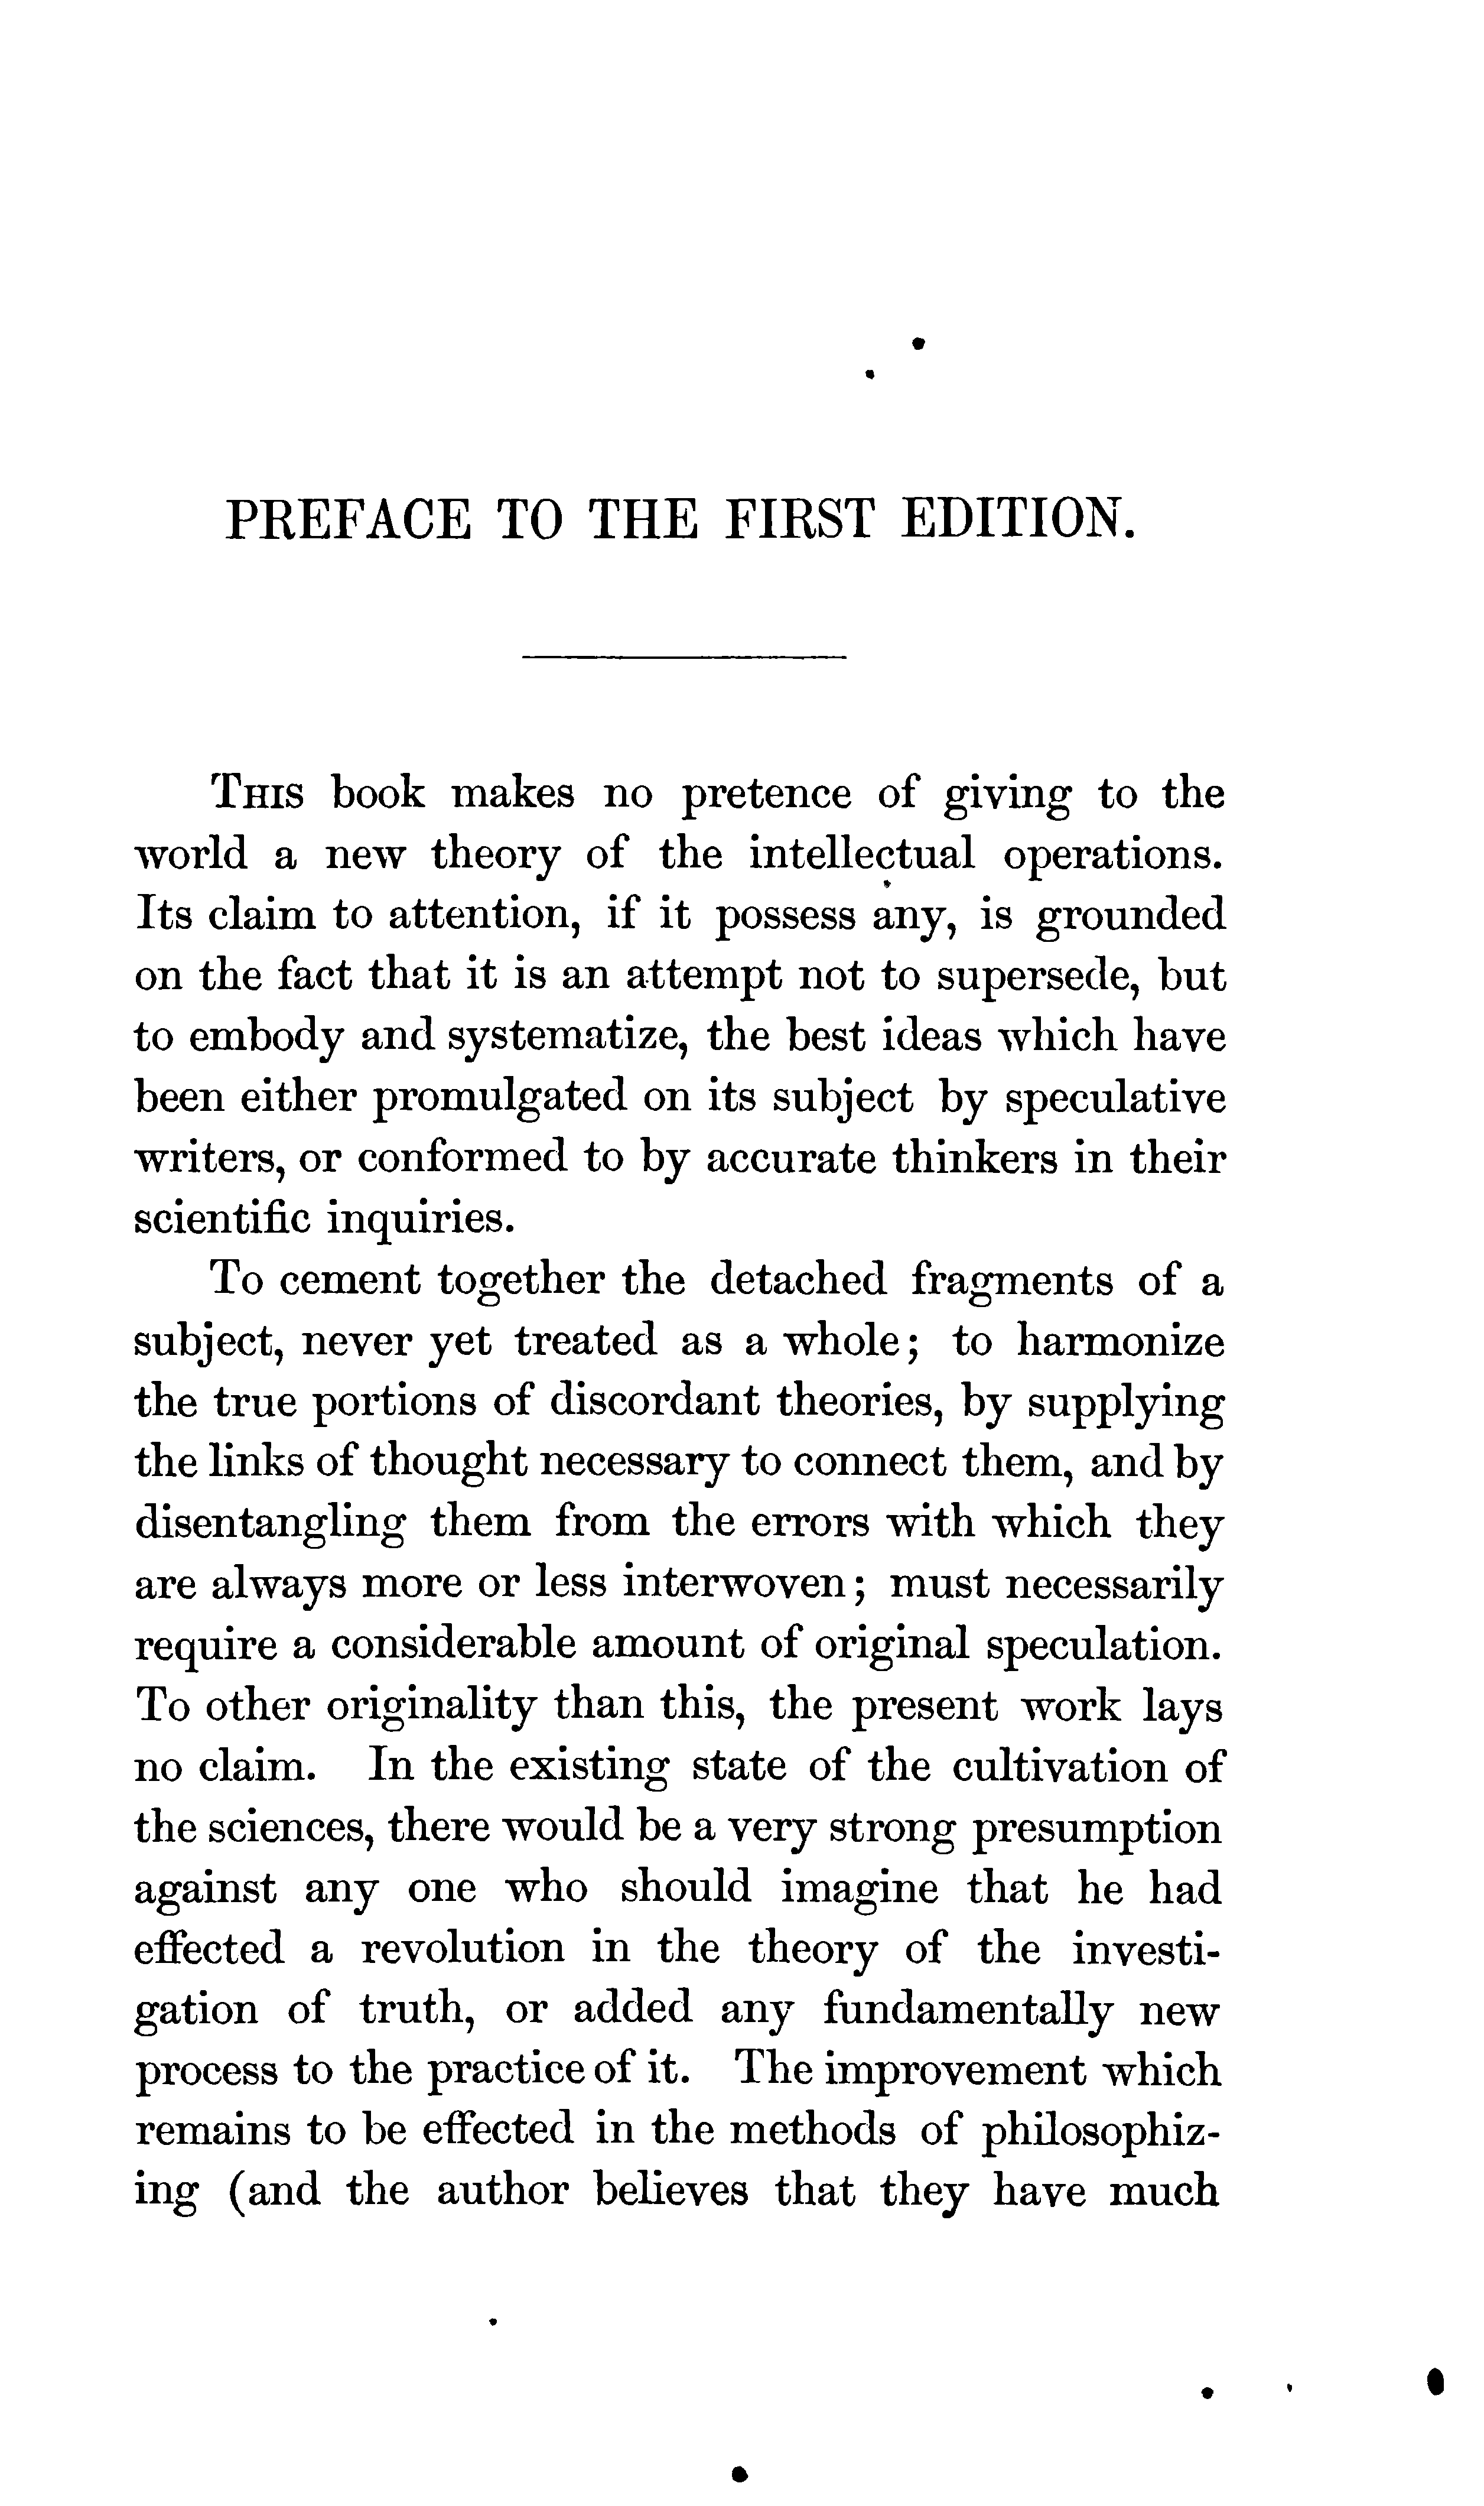 PREFACE TO THE FIRST EDITION.
THIS book makes no pretence of giving to the
world a new theory of the intellectual operations.
Its claim to attention, if it possess any, is grounded
on the fact that it is an attempt not to supersede, but
to embody and systematize, the best ideas which have
been either promulgated on its subject by speculative
writers, or conformed to by accurate thinkers in their
scientific inquiries.
To cement together the detached fragments of a
subject, never yet treated as a whole; to harmonize
the true portions of discordant theories, by supplying
the links of thought necessary to connect them, and by
disentangling them from the errors with which they
are always more or less interwoven; must necessarily
require a considerable amount of original speculation.
To other originality than this, the present work lays
no claim. In the existing state of the cultivation of
the sciences, there would be a very strong presumption
against any one who should imagine that he had
effected a revolution in the theory of the investi-
gation of truth, or added any fundamentally new
process to the practice of it. The improvement which
remains to be effected in the methods of philosophiz-
ing (and the author believes that they have much